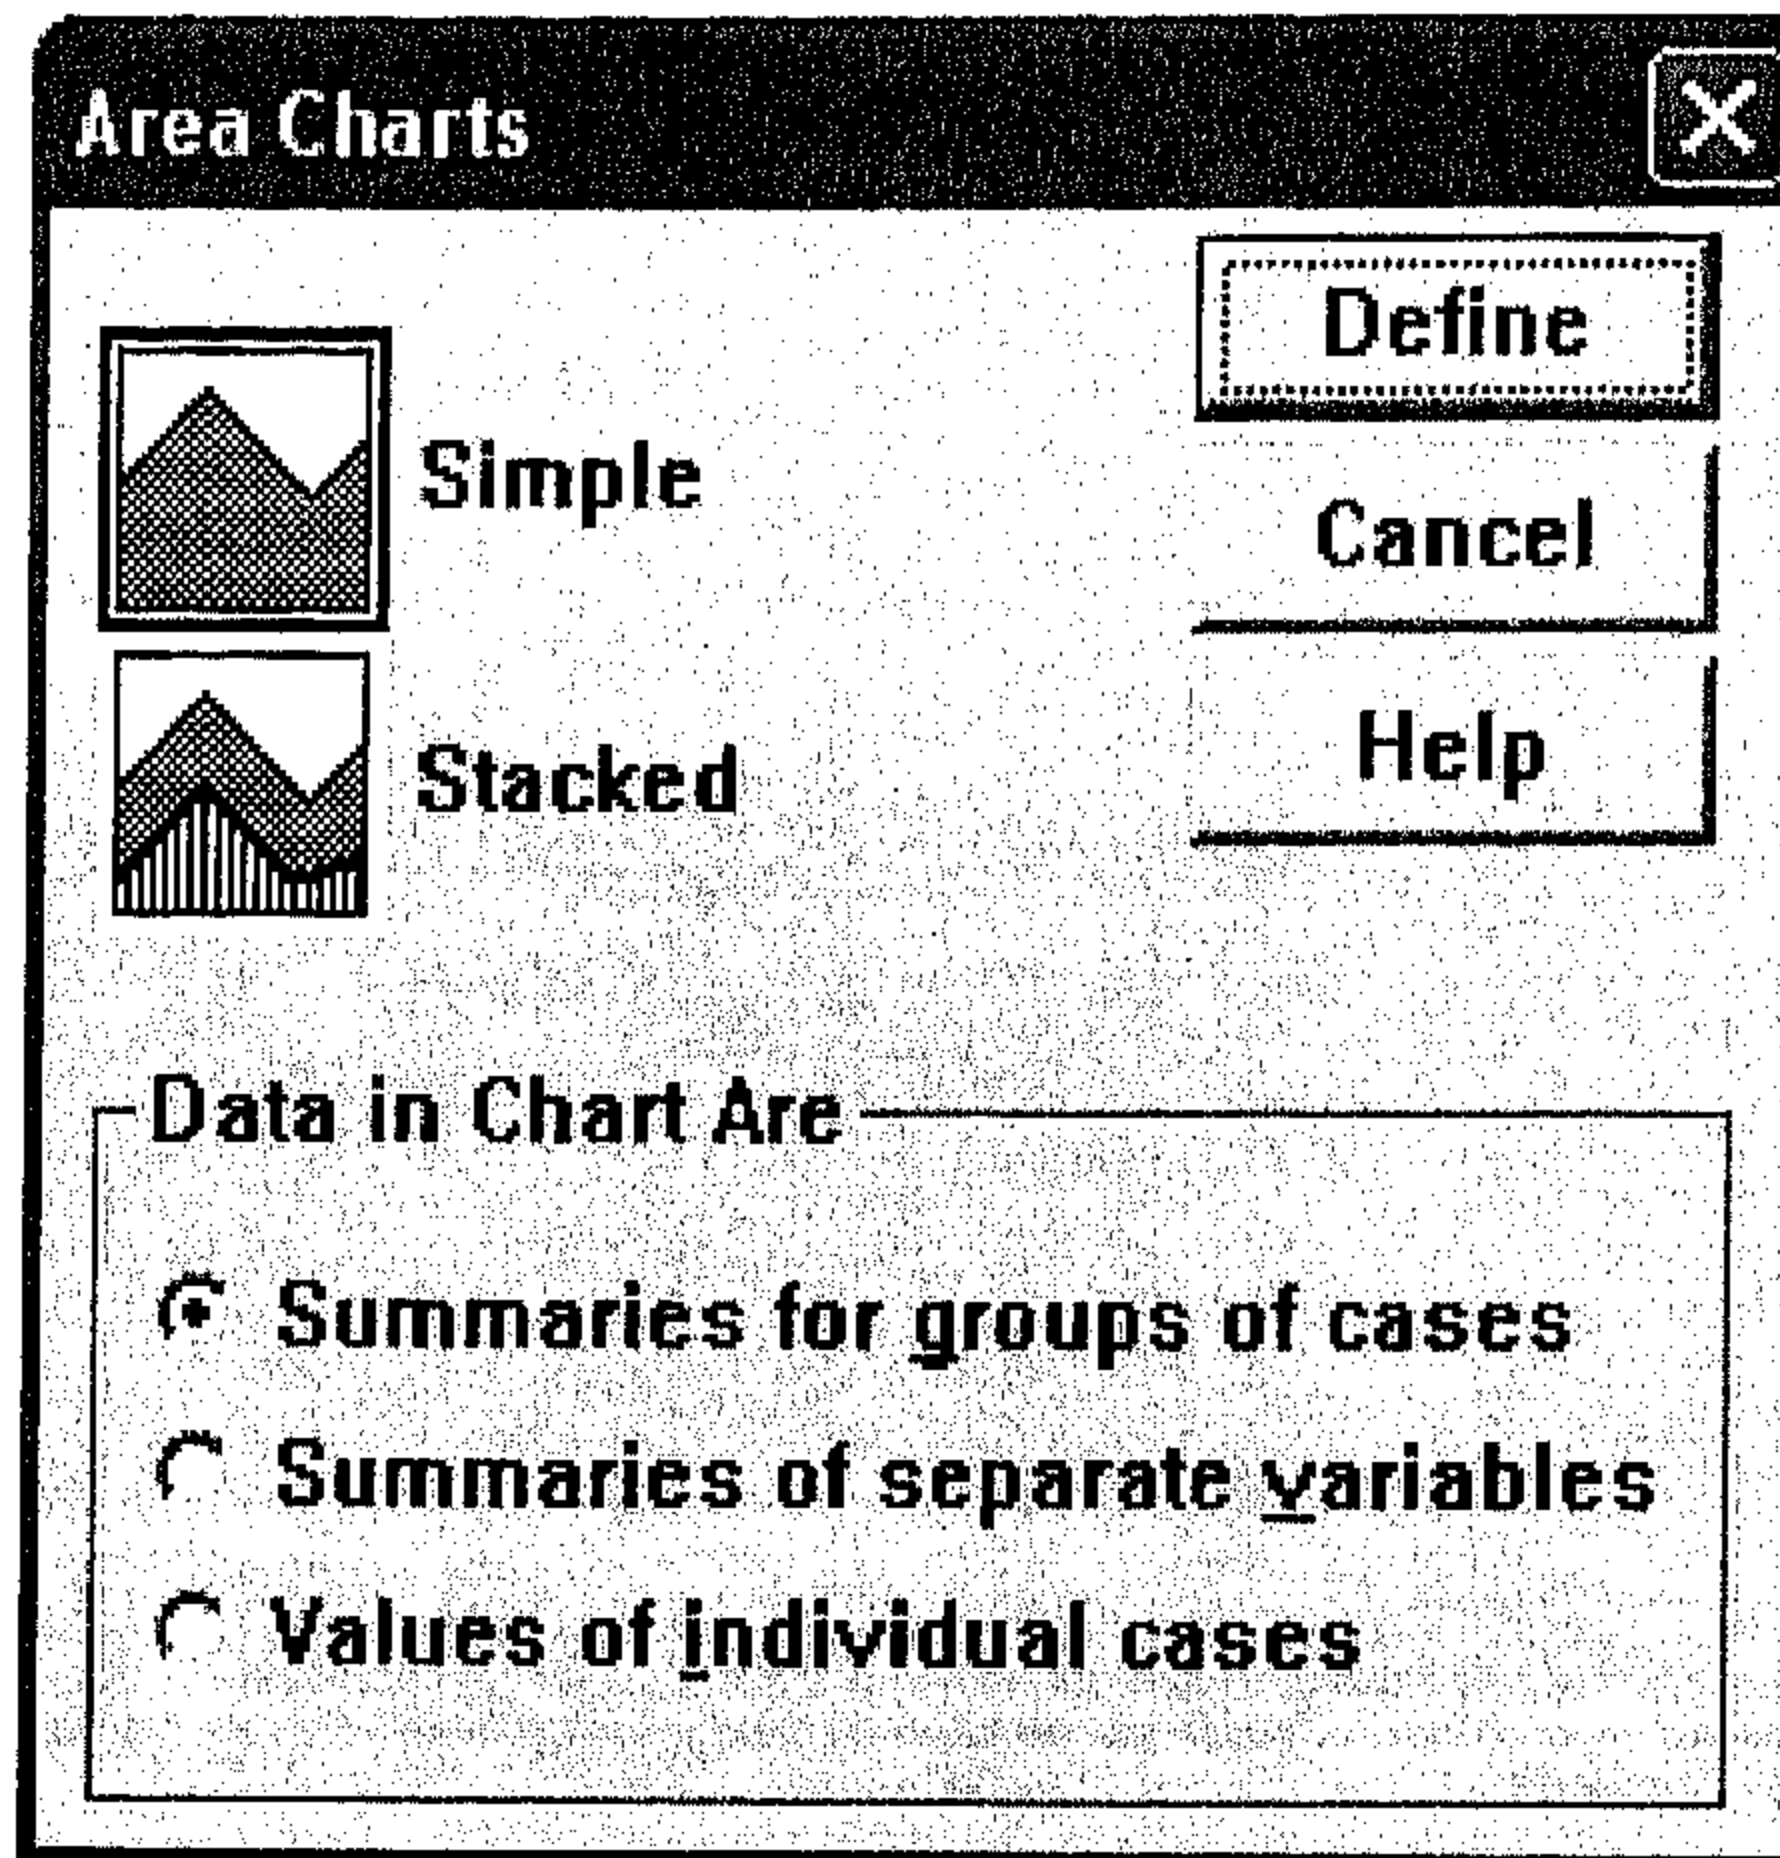 Area Charts
Define
Simple
Cancel
Stacked
Help
Data in Chart Are
Summaries for groups of cases
Summaries of separate variables
Values of individual cases